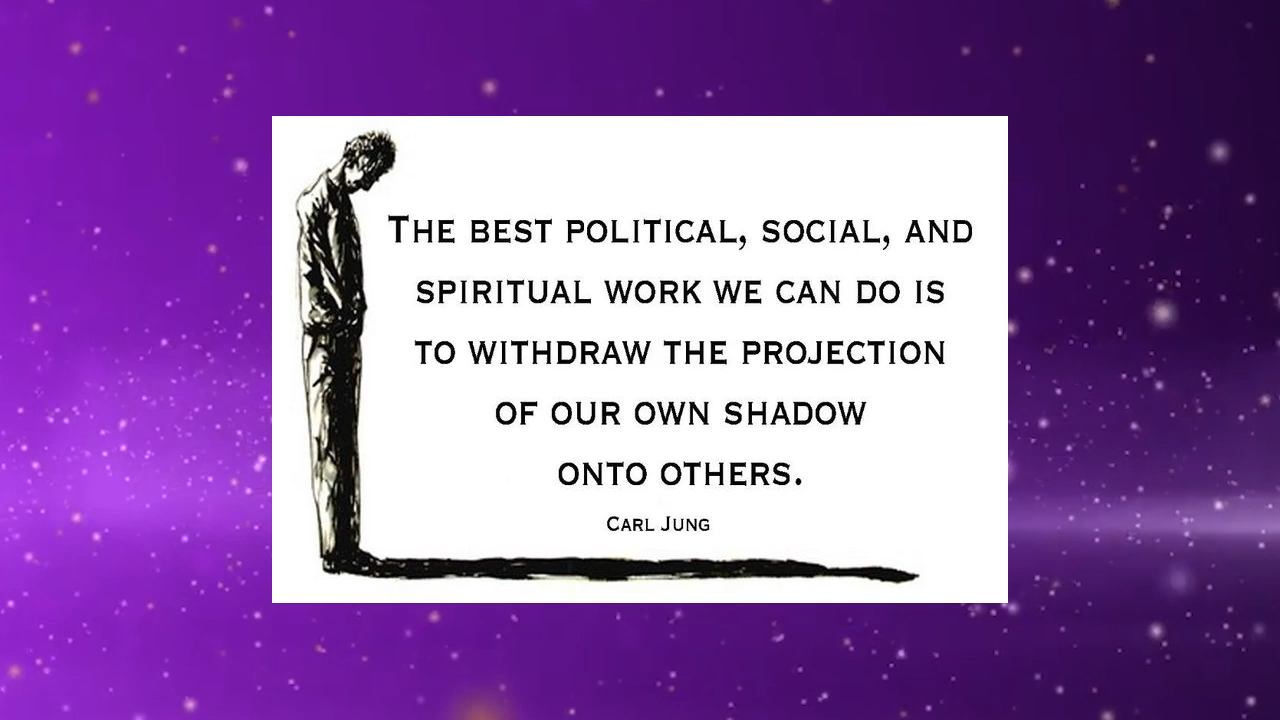 The best political, social, and
spiritual work we can do is
to withdraw the projection
of our own shadow
onto others.
Carl Jung